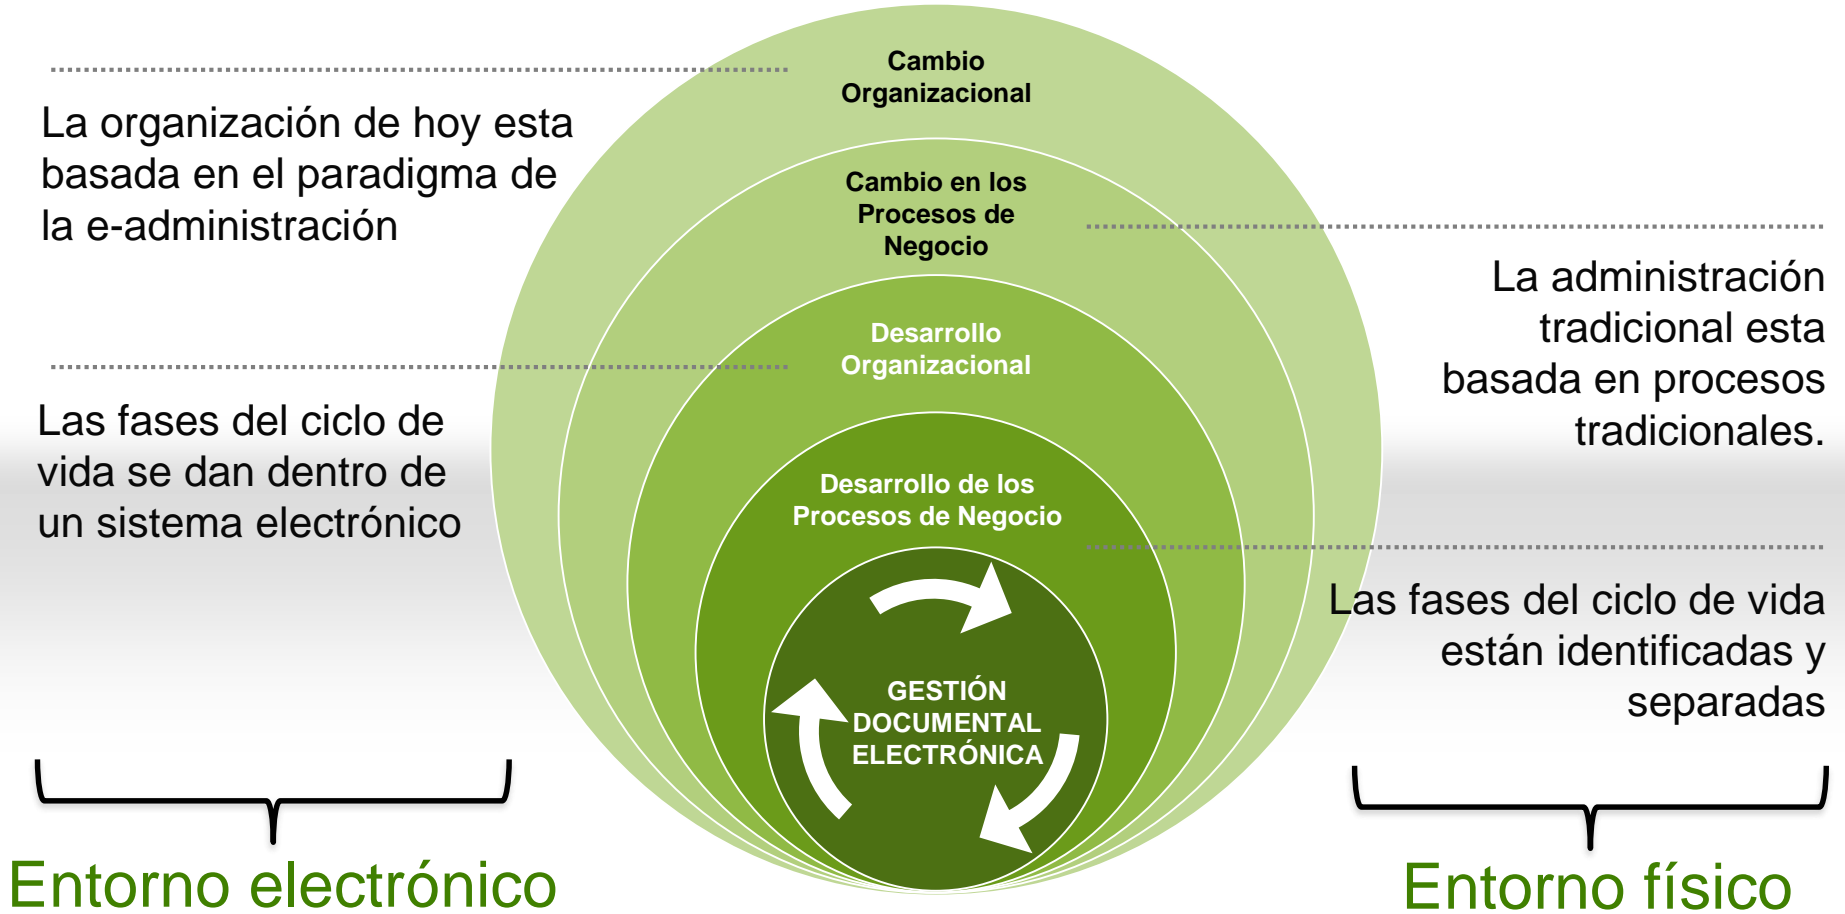 Cambio
Organizacional
La organización de hoy esta
basada en el paradigma de
la e-administración
Cambio en los
Procesos de
Negocio
La administración
tradicional esta
basada en procesos
tradicionales.
Desarrollo
Organizacional
Las fases del ciclo de
vida se dan dentro de
un sistema electrónico
Desarrollo de los
Procesos de Negocio
Las fases del ciclo de vida
están identificadas y
separadas
GESTIÓN
DOCUMENTAL
ELECTRÓNICA
Entorno electrónico
Entorno físico